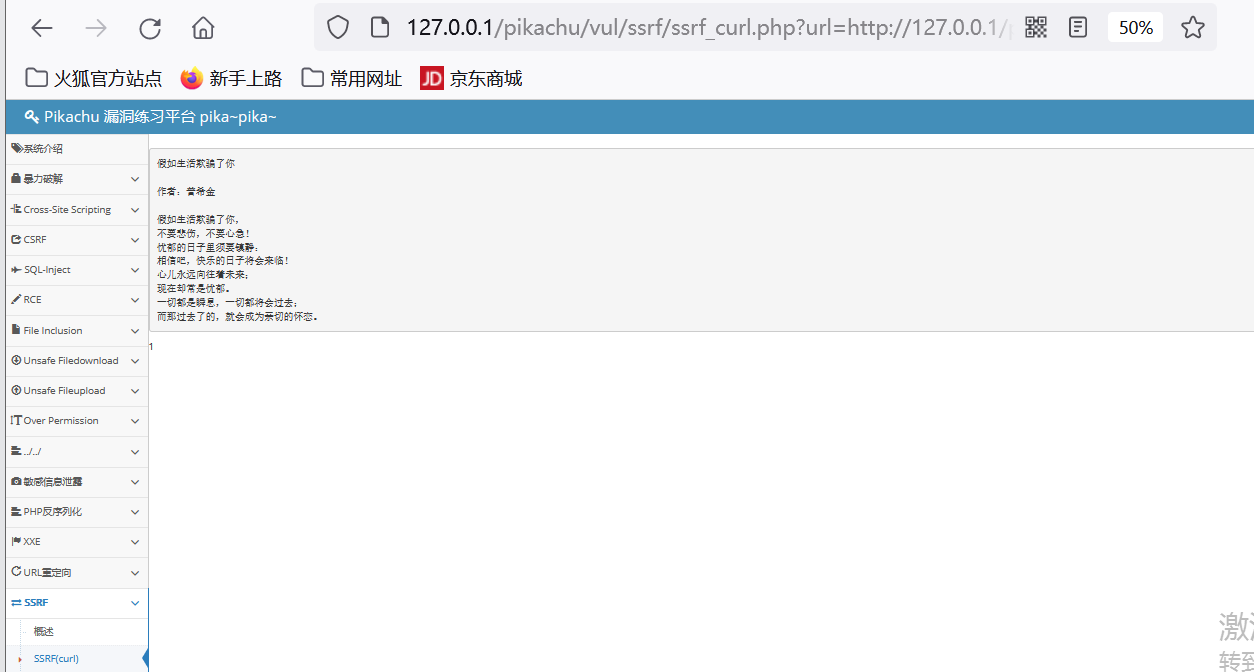 127.0.0.1/pikachu/vul/ssrf/ssrf_curl.php?url=http://127.0.0.1/
50%
火狐官方站点 新手上路 常用网址 JD 京东商城
Pikachu 漏洞练习平台 pika~pika~
系统介绍
暴力破解
Cross-Site Scripting
CSRF
SQL-Inject
RCE
File Inclusion
Unsafe Filedownload
Unsafe Fileupload
Over Permission
../../
敏感信息泄露
PHP反序列化
XXE
URL重定向
SSRF
概述
SSRF(curl)
假如生活欺骗了你
作者：普希金
假如生活欺骗了你，
不要悲伤，不要心急！
忧郁的日子里须要镇静：
相信吧，快乐的日子将会来临！
心儿永远向往着未来；
现在却常是忧郁。
一切都是瞬息，一切都将会过去；
而那过去了的，就会成为亲切的怀恋。
1
激
转到